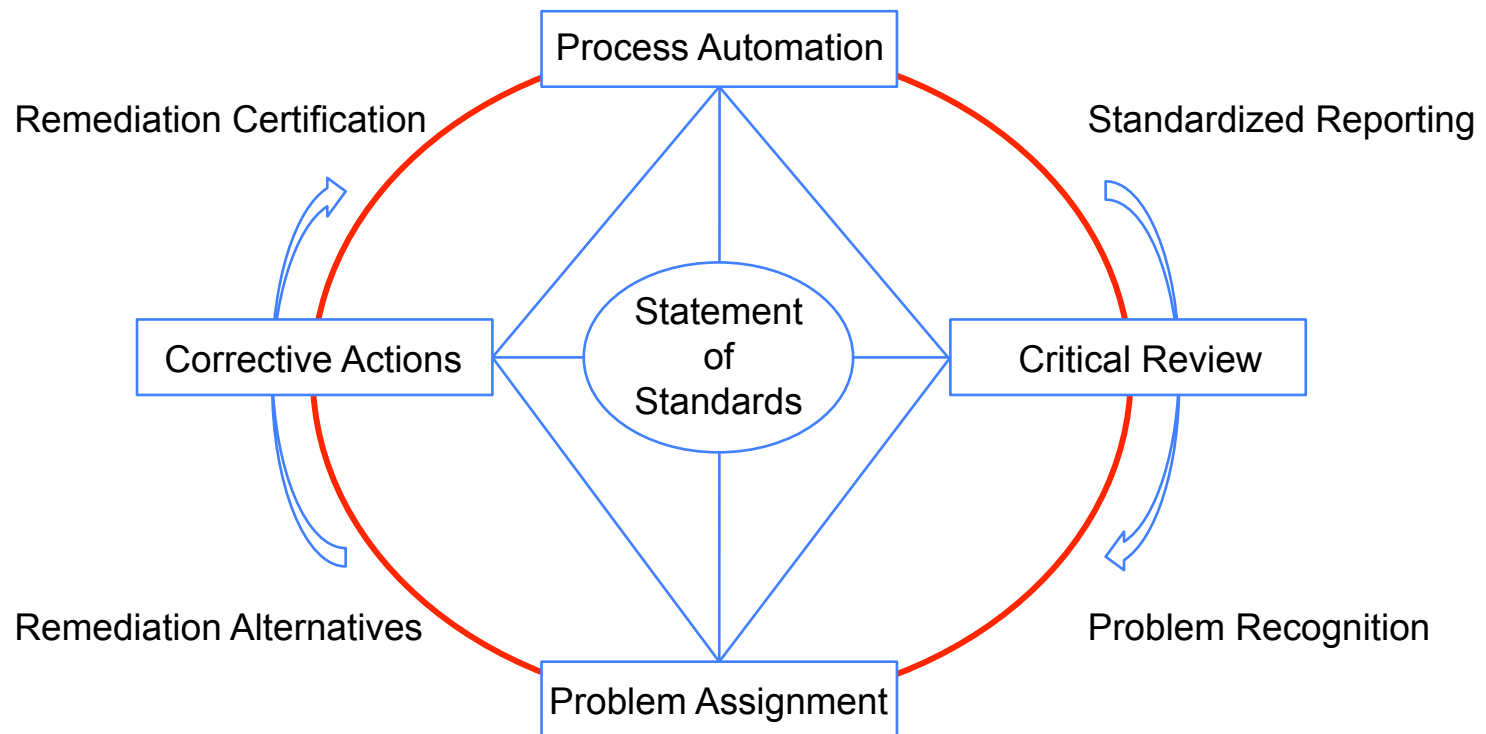 Process Automation
Remediation Certification
Standardized Reporting
Statement
of
Standards
Corrective Actions
Critical Review
Remediation Alternatives
Problem Recognition
Problem Assignment